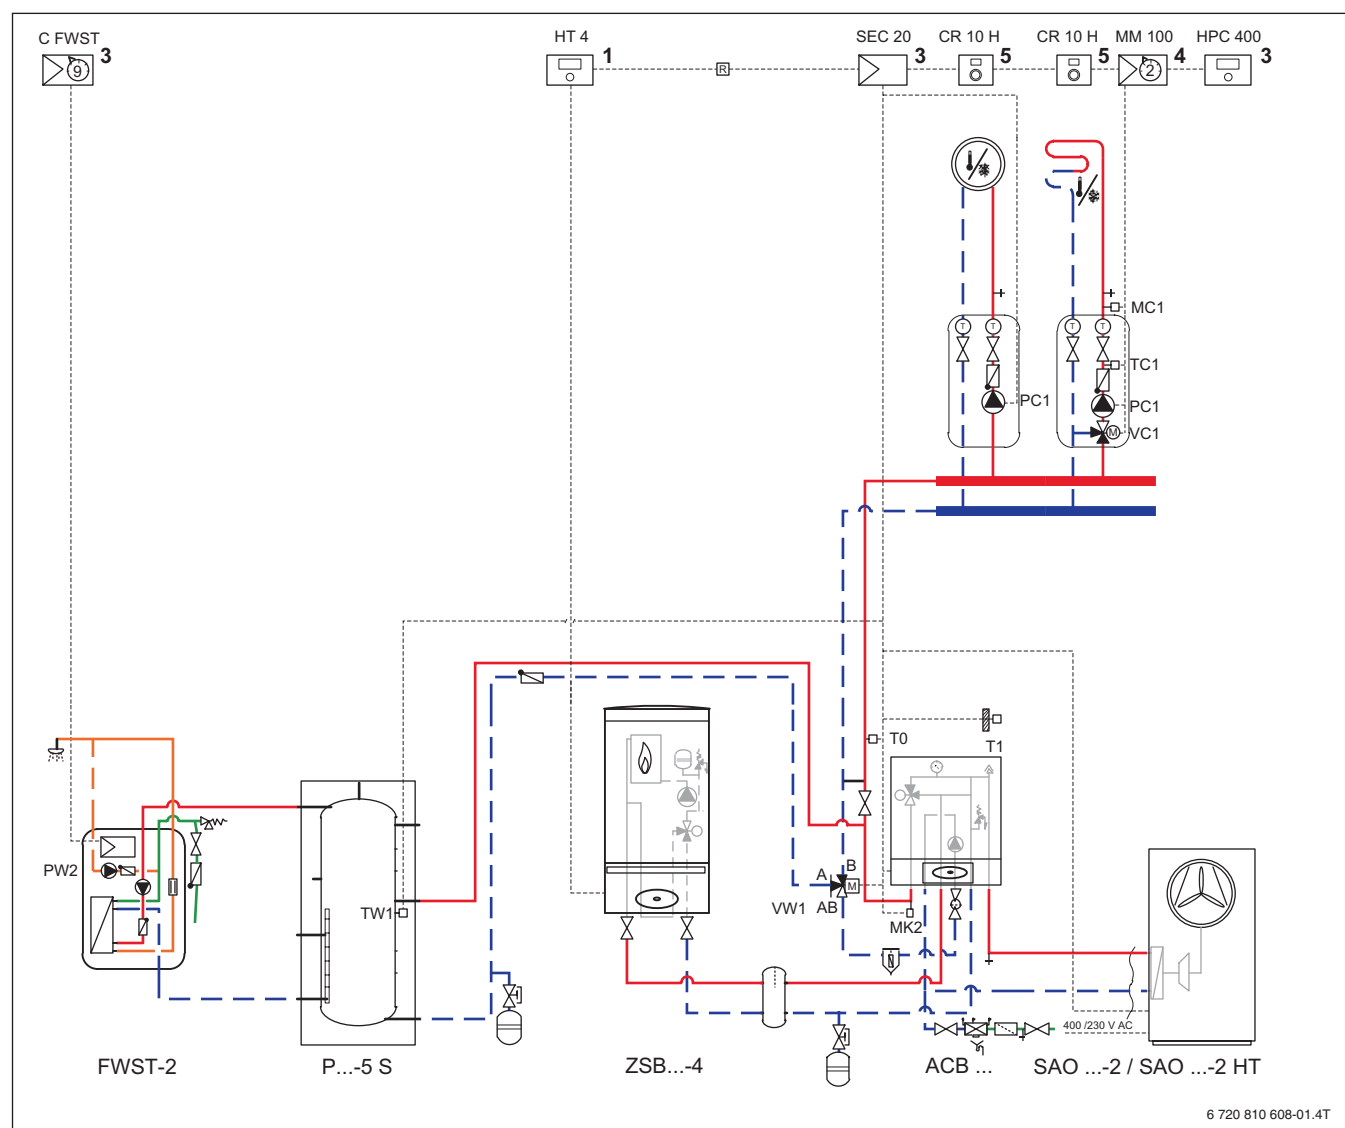 C FWST
3
9
HT 4
1
R
SEC 20
3
CR 10 H
5
CR 10 H
5
MM 100
4
2
HPC 400
3
MC1
T
T
T
T
TC1
PC1
PC1
M
VC1
T0
T1
A
B
M
VW1
AB
MK2
PW2
TW1
400 /230 V AC
FWST-2
P...-5 S
ZSB...-4
ACB ...
SAO ...-2 / SAO ...-2 HT
6 720 810 608-01.4T